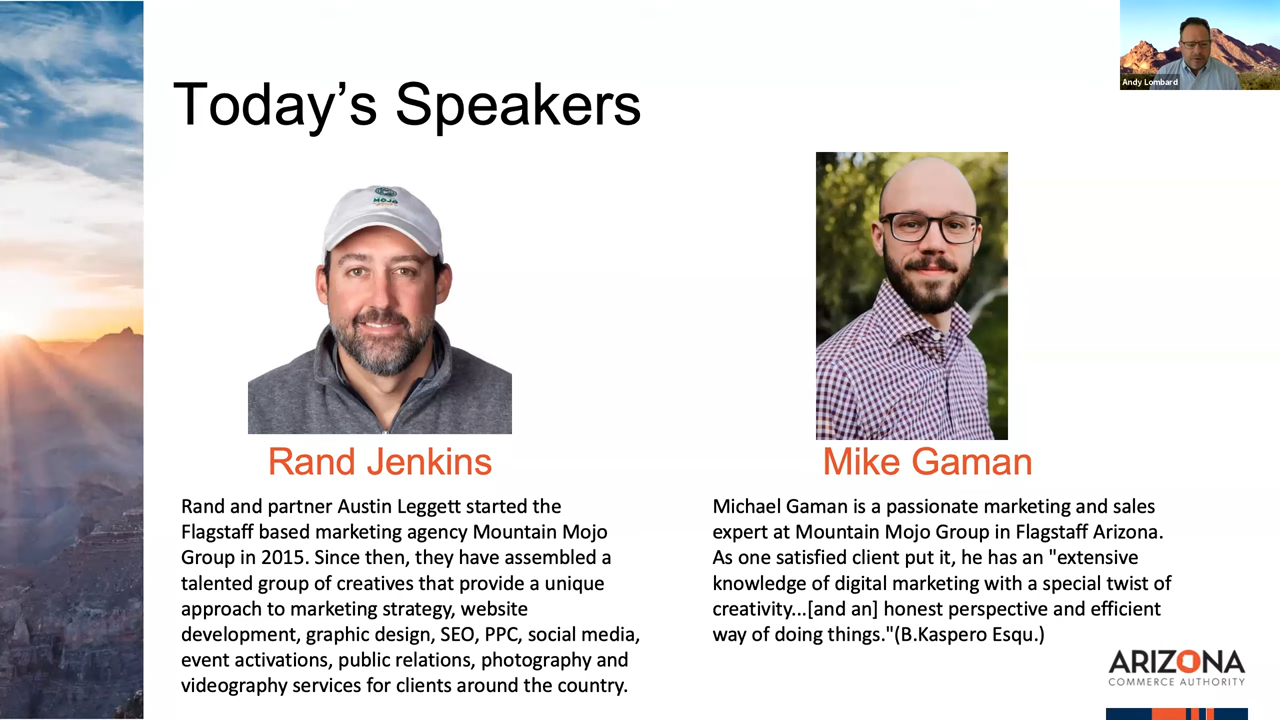 Today’s Speakers
Andy Lombard
MOJO
Rand Jenkins
Rand and partner Austin Leggett started the
Flagstaff based marketing agency Mountain Mojo
Group in 2015. Since then, they have assembled a
talented group of creatives that provide a unique
approach to marketing strategy, website
development, graphic design, SEO, PPC, social media,
event activations, public relations, photography and
videography services for clients around the country.
Mike Gaman
Michael Gaman is a passionate marketing and sales
expert at Mountain Mojo Group in Flagstaff Arizona.
As one satisfied client put it, he has an "extensive
knowledge of digital marketing with a special twist of
creativity...[and an] honest perspective and efficient
way of doing things."(B.Kaspero Esqu.)
ARIZONA
COMMERCE AUTHORITY